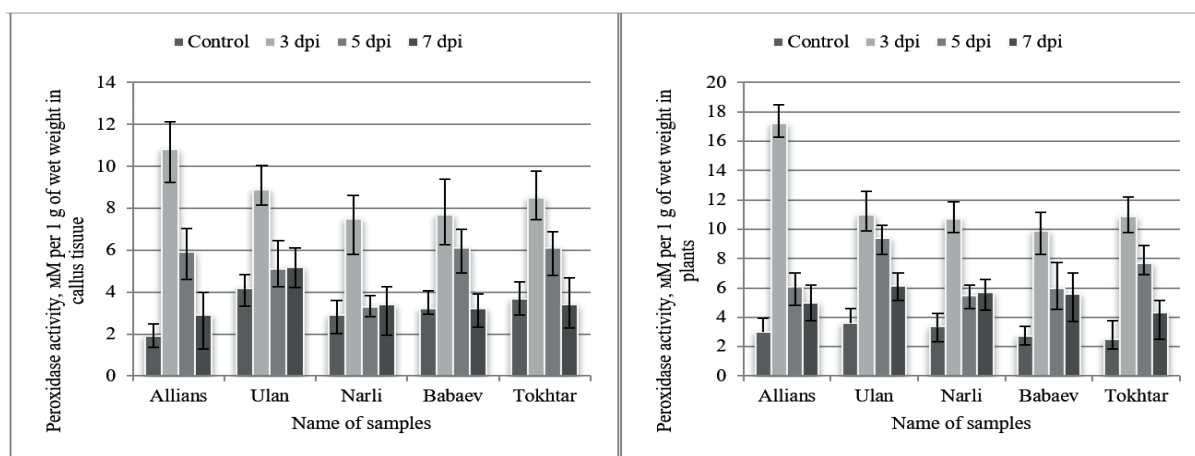 Control 3 dpi 5 dpi 7 dpi
Peroxidase activity, мM per 1 g of wet weight in
callus tisuue
14
12
10
8
6
4
2
0
Allians Ulan Narli Babaev Tokhtar
Name of samples
Control 3 dpi 5 dpi 7 dpi
Peroxidase activity, мM per 1 g of wet weight in
plants
20
18
16
14
12
10
8
6
4
2
0
Allians Ulan Narli Babaev Tokhtar
Name of samples